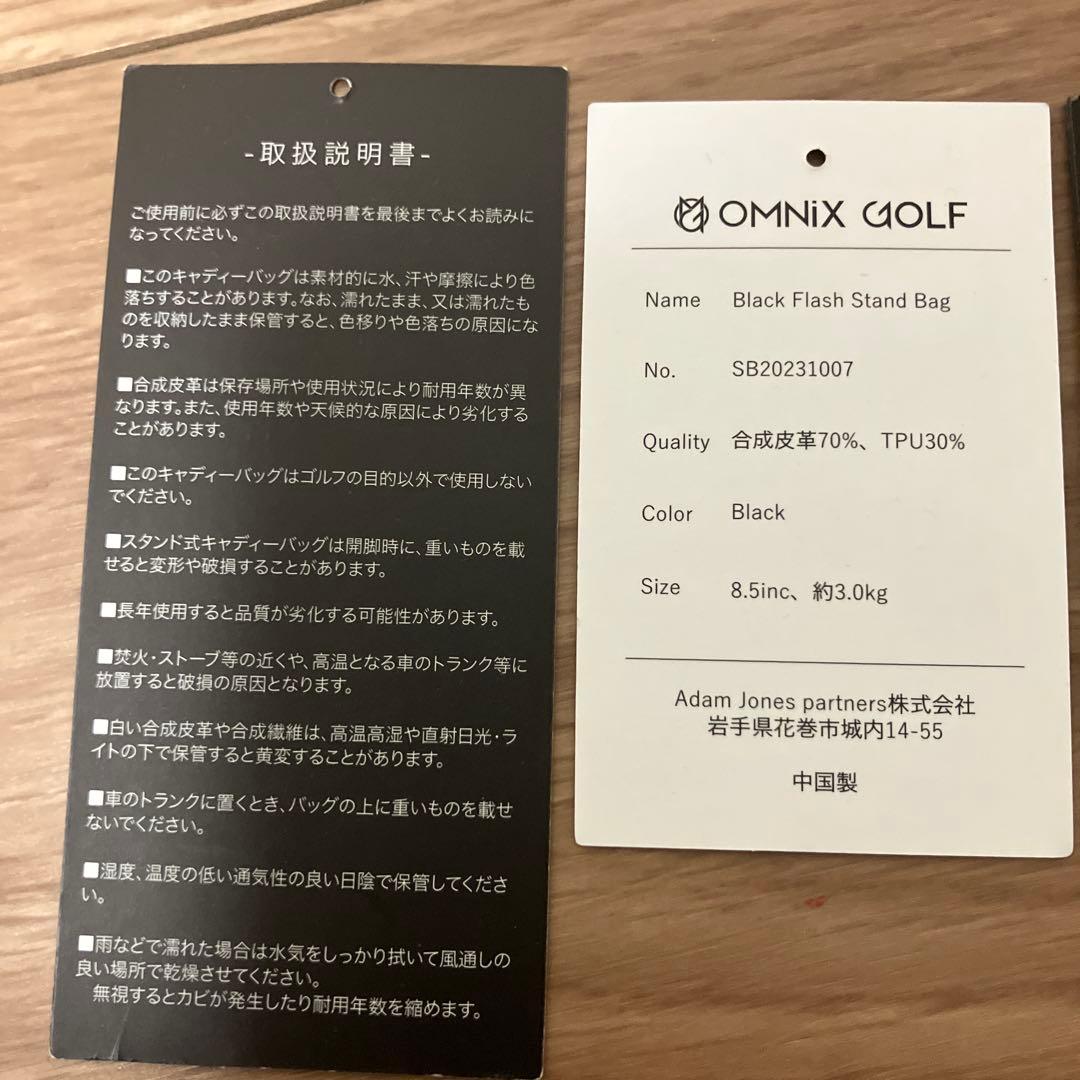 -取扱説明書-
ご使用前に必ずこの取扱説明書を最後までよくお読みに
なってください。
■このキャディーバッグは素材的に水、汗や摩擦により色
落ちすることがあります。なお、濡れたまま、又は濡れたも
のを収納したまま保管すると、色移りや色落ちの原因にな
ります。
■合成皮革は保存場所や使用状況により耐用年数が異
なります。また、使用年数や天候的な原因により劣化する
ことがあります。
■このキャディーバッグはゴルフの目的以外で使用しない
でください。
■スタンド式キャディーバッグは開脚時に、重いものを載
せると変形や破損することがあります。
■長年使用すると品質が劣化する可能性があります。
■焚火・ストーブ等の近くや、高温となる車のトランク等に
放置すると破損の原因となります。
■白い合成皮革や合成繊維は、高温高湿や直射日光・ラ
イトの下で保管すると黄変することがあります。
■車のトランクに置くとき、バッグの上に重いものを載せ
ないでください。
■湿度、温度の低い通気性の良い日陰で保管してくださ
い。
■雨などで濡れた場合は水気をしっかり拭いて風通しの
良い場所で乾燥させてください。
無視するとカビが発生したり耐用年数を縮めます。
OMNiX GOLF
Name Black Flash Stand Bag
No. SB20231007
Quality 合成皮革70%、TPU30%
Color Black
Size 8.5inc、約3.0kg
Adam Jones partners株式会社
岩手県花巻市城内14-55
中国製